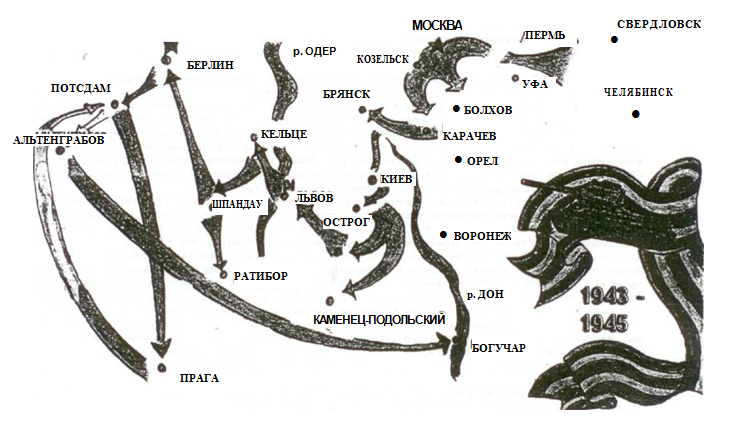 МОСКВА
СВЕРДЛОВСК
/ПЕРМЬ
р. ОДЕР
КОЗЕЛЬСК
БЕРЛИН
УФА
ПОТСДАМ
БРЯНСК
ЧЕЛЯБИНСК
БОЛХОВ
КЕЛЬЦЕ
КАРАЧЕВ
АЛЬТЕНГРАБОВ
ОРЕЛ
КИЕВ
ШПАНДАУ
ЛЬВОВ
ОСТРОГ
ВОРОНЕЖ
РАТИБОР
р. ДОН
1943 -
1945
КАМЕНЕЦ-ПОДОЛЬСКИЙ
БОГУЧАР
ПРАГА